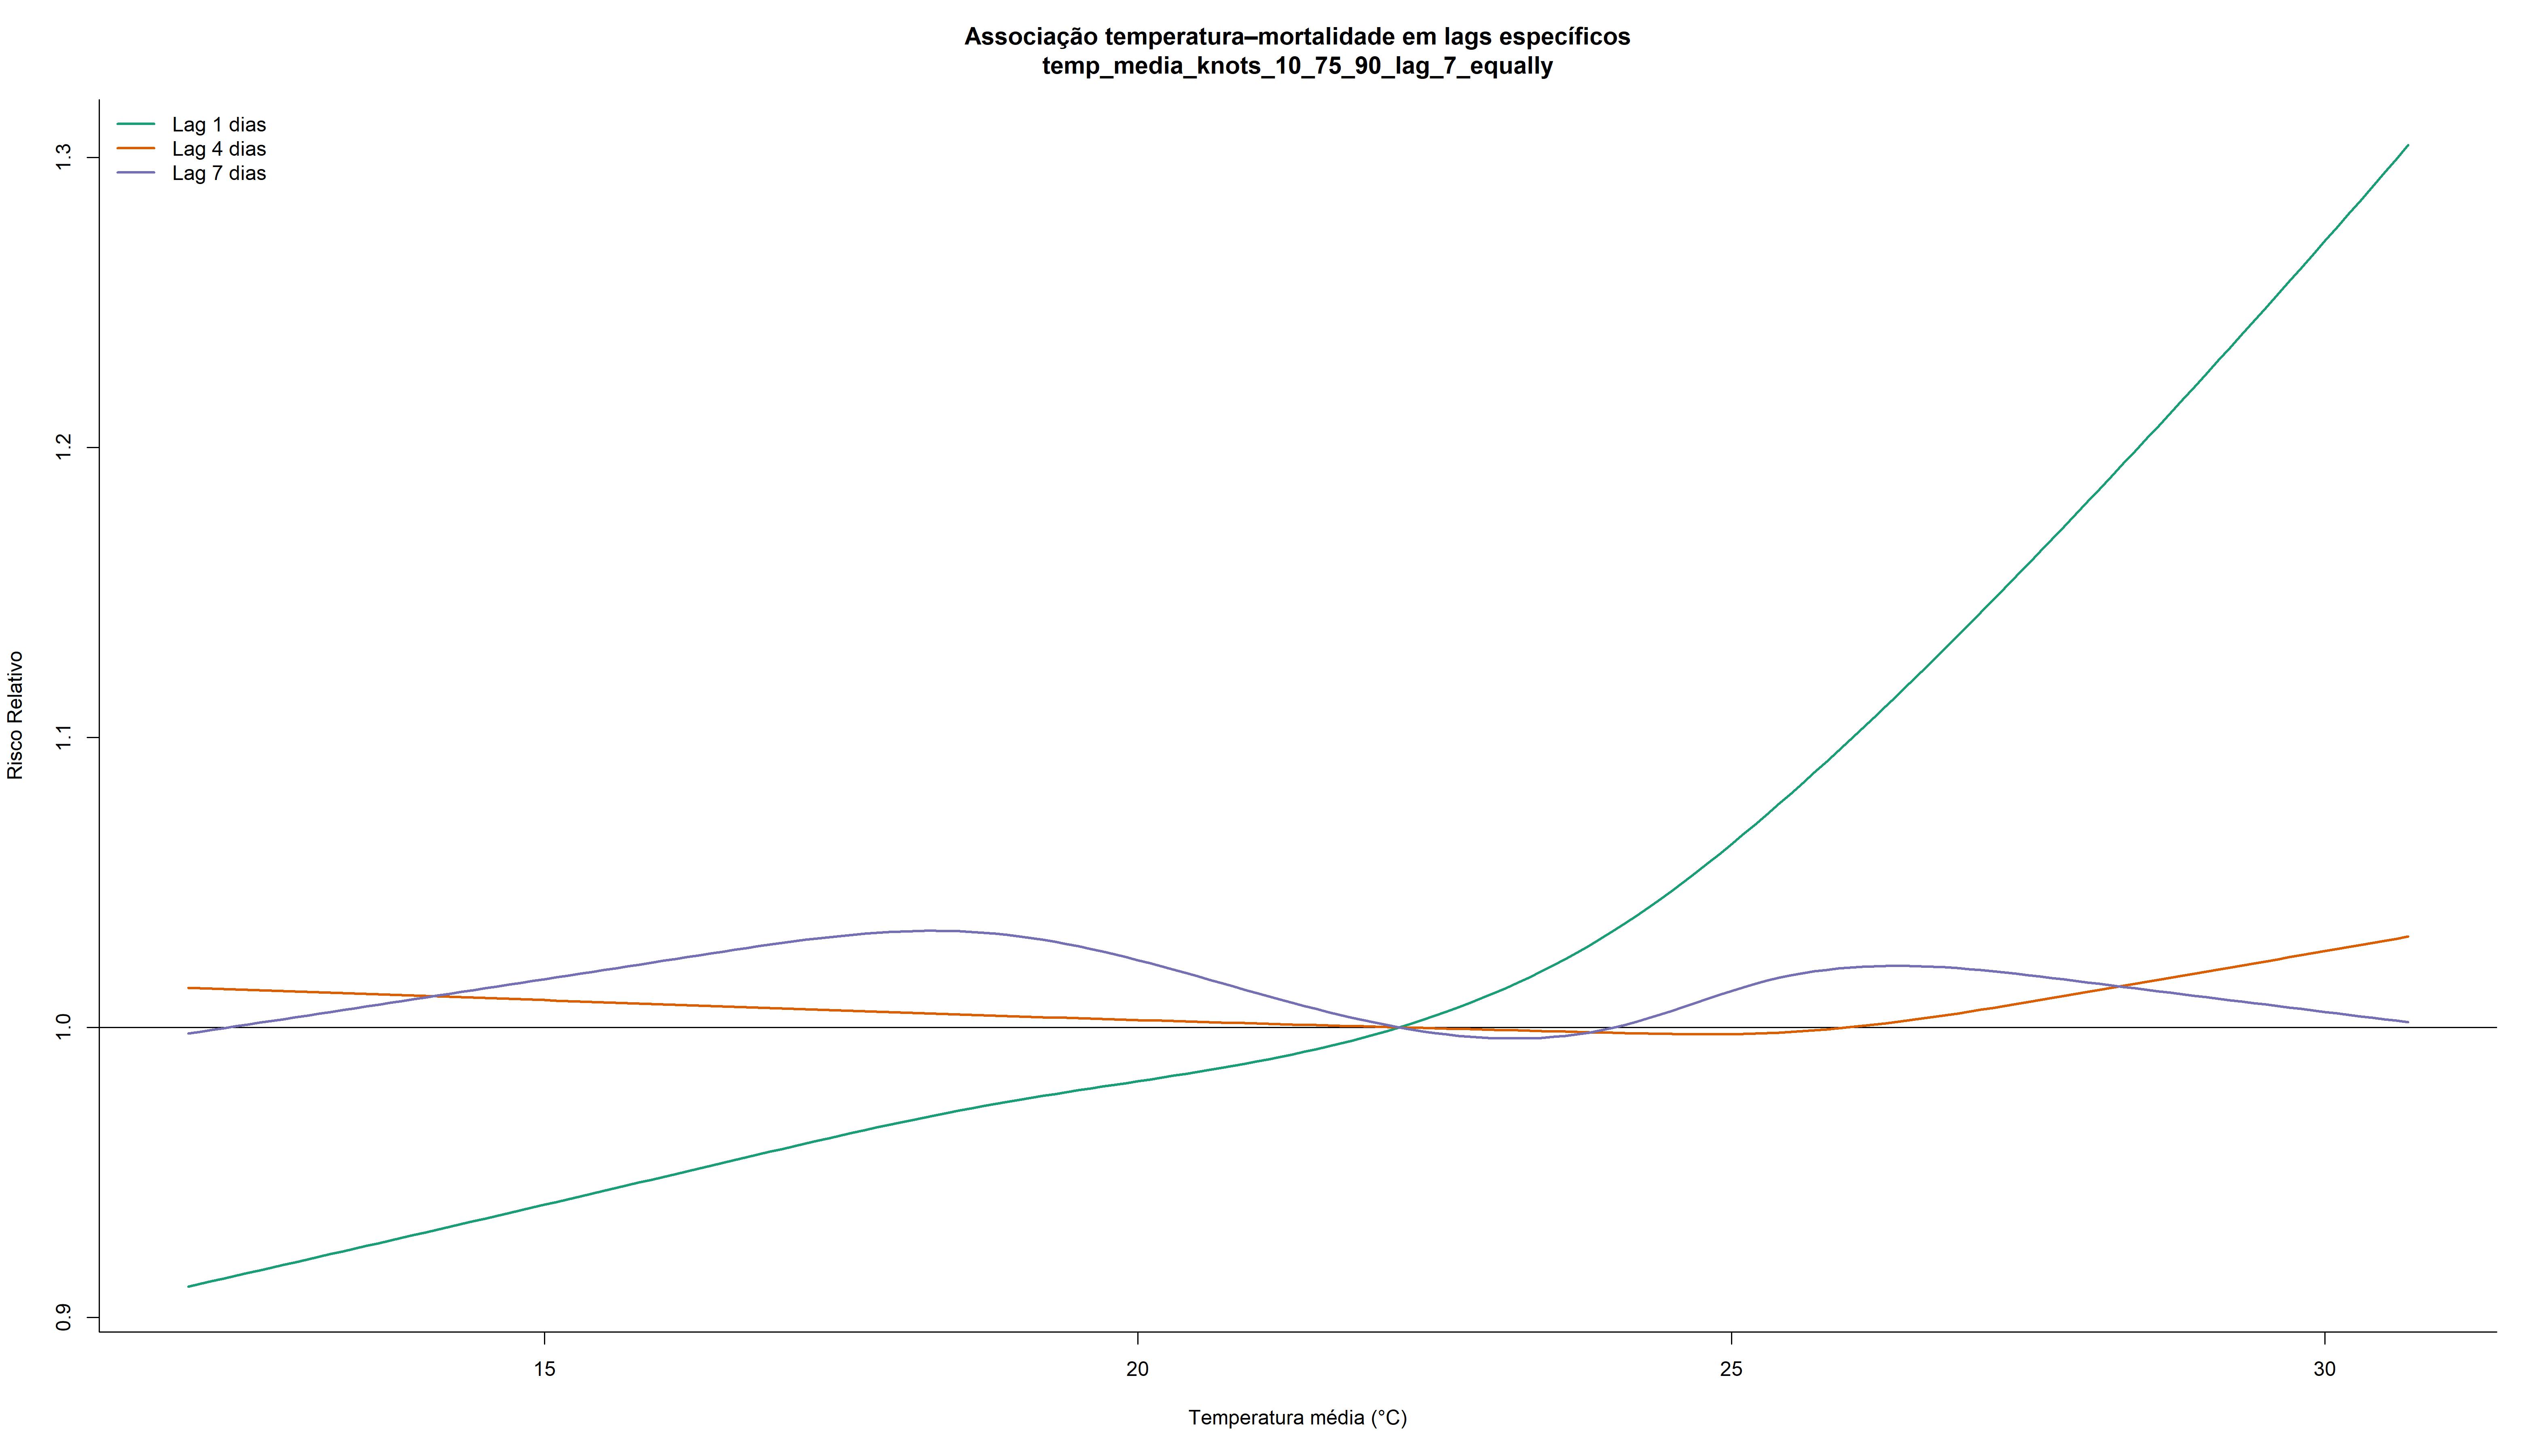 Associação temperatura–mortalidade em lags específicos
temp_media_knots_10_75_90_lag_7_equally
Lag 1 dias
Lag 4 dias
Lag 7 dias
Risco Relativo
1.3
1.2
1.1
1.0
0.9
15 20 25 30
Temperatura média (°C)